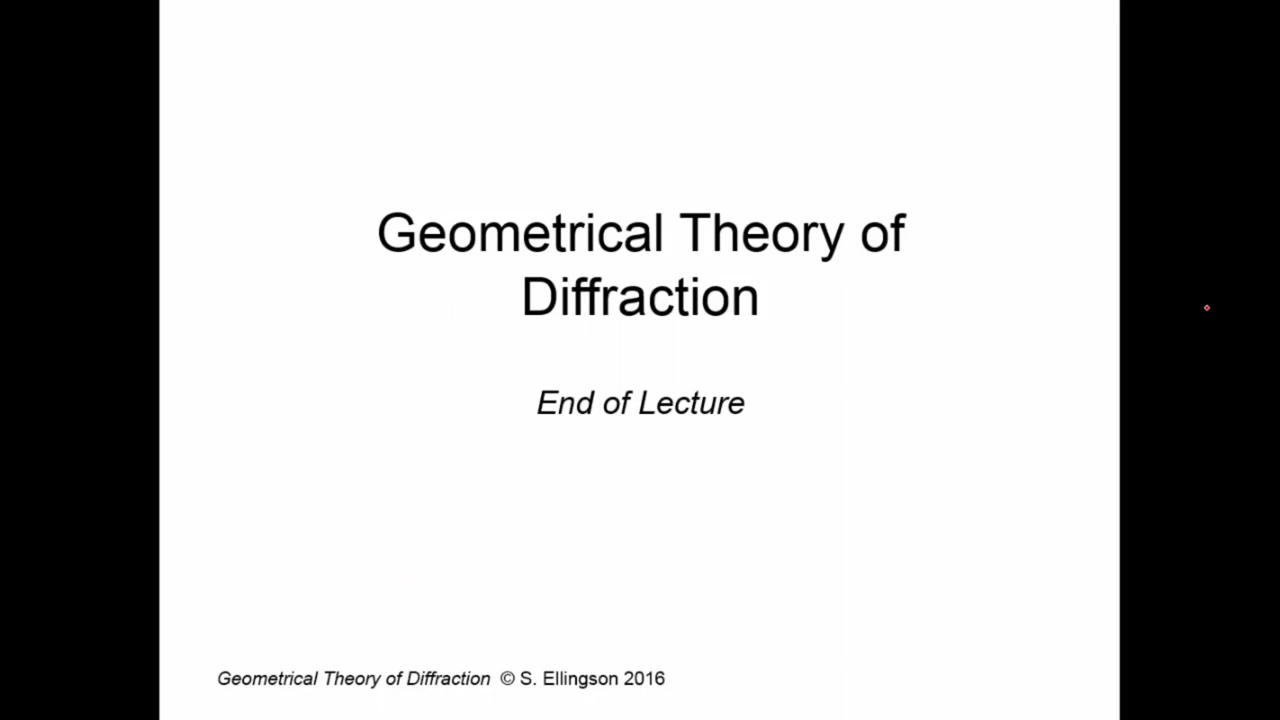 Geometrical Theory of
Diffraction
End of Lecture
Geometrical Theory of Diffraction © S. Ellingson 2016